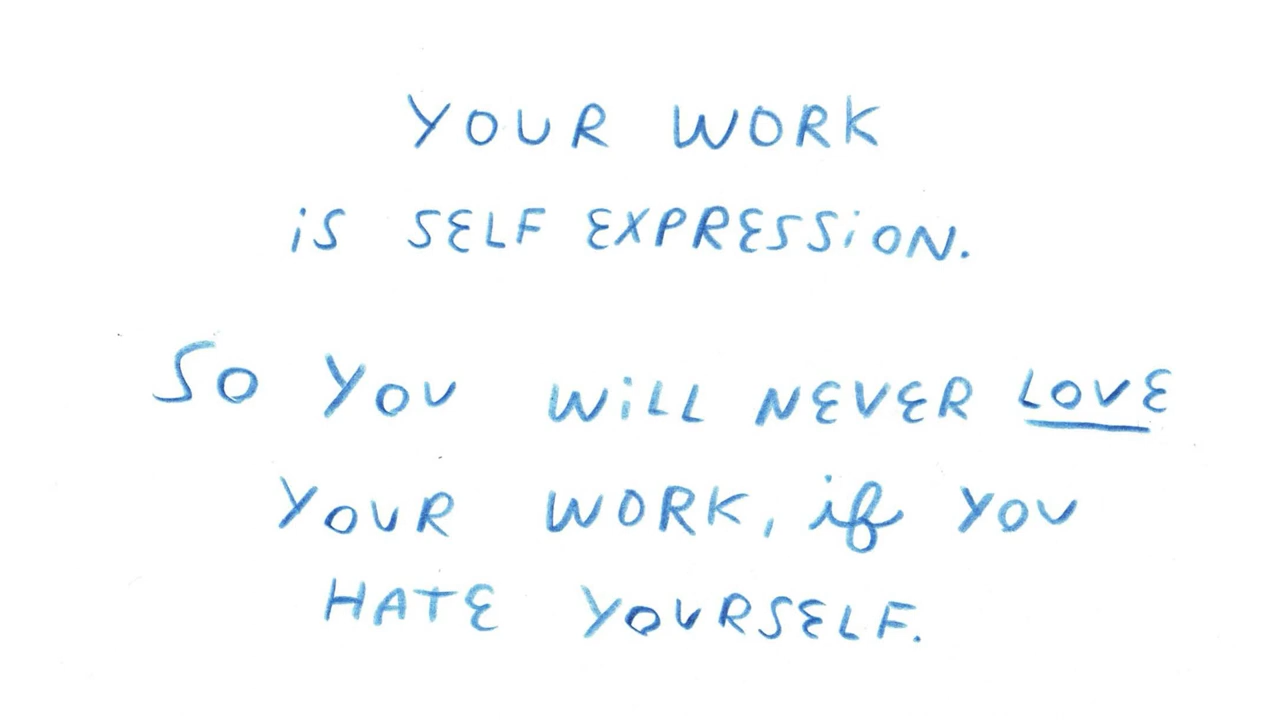 YOUR WORK
iS SELF EXPRESSiON.
So You WiLL NEVER LOVE
YouR WORK, if You
HATE YouRSELF.